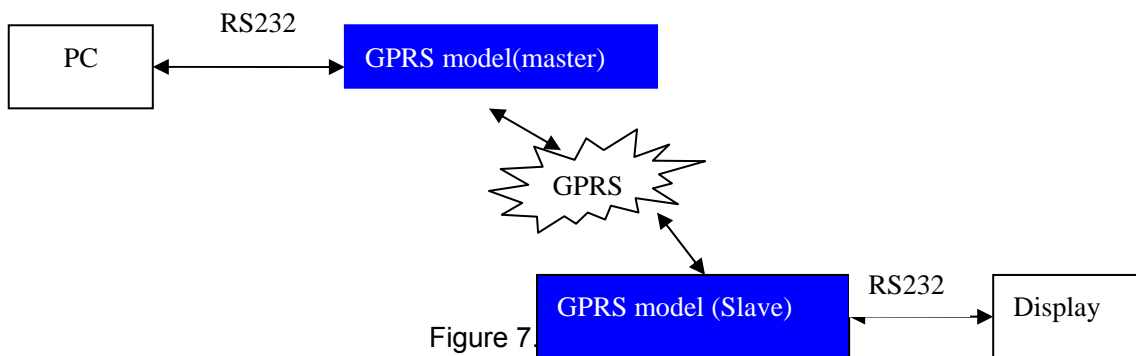 RS232
PC
GPRS model(master)
GPRS
RS232
GPRS model (Slave)
Display
Figure 7.